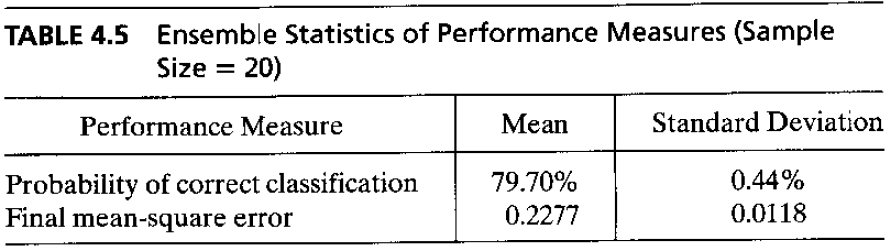 TABLE 4.5 Ensemble Statistics of Performance Measures (Sample
Size = 20)
Performance Measure Mean Standard Deviation
Probability of correct classification 79.70% 0.44%
Final mean-square error 0.2277 0.0118